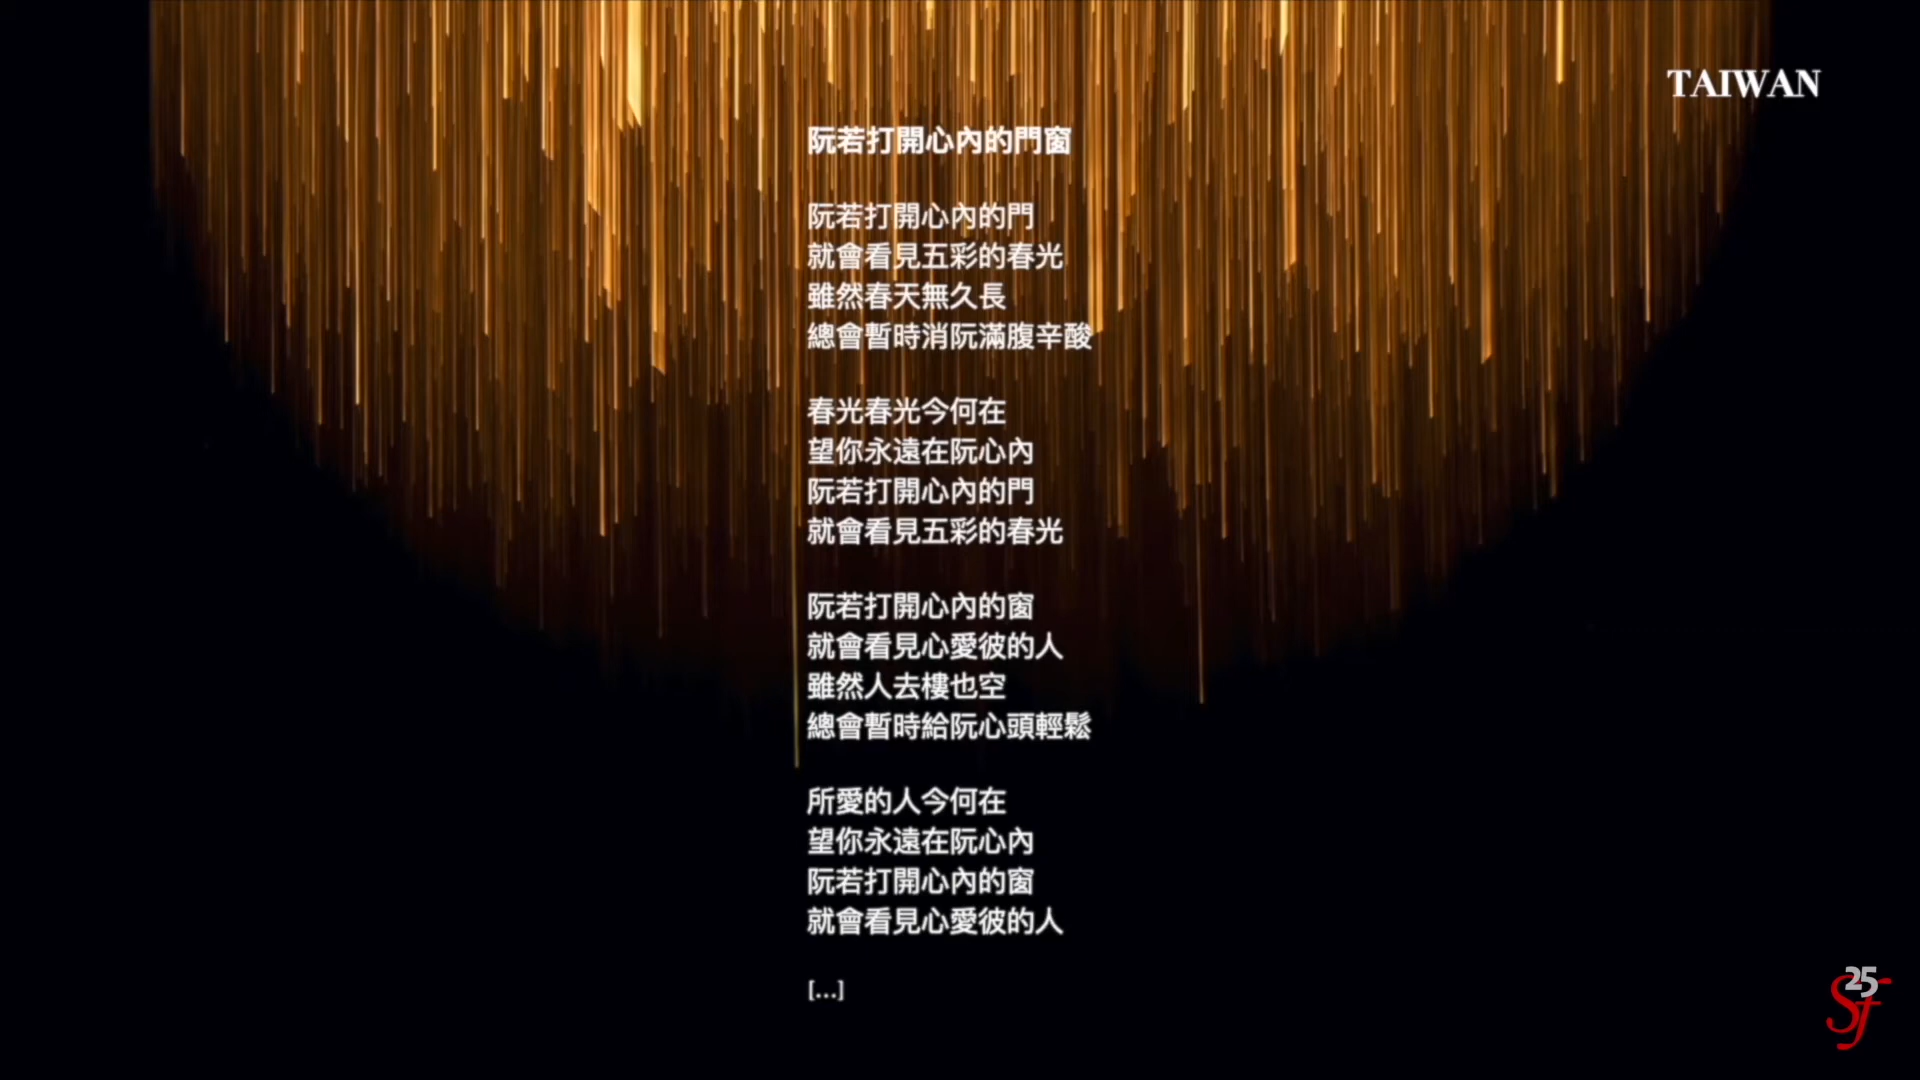 TAIWAN
阮若打開心內的門窗
阮若打開心內的門
就會看見五彩的春光
雖然春天無久長
總會暫時消阮滿腹辛酸
春光春光今何在
望你永遠在阮心內
阮若打開心內的門
就會看見五彩的春光
阮若打開心內的窗
就會看見心愛彼的人
雖然人去樓也空
總會暫時給阮心頭輕鬆
所愛的人今何在
望你永遠在阮心內
阮若打開心內的窗
就會看見心愛彼的人
[...]
25
Sf